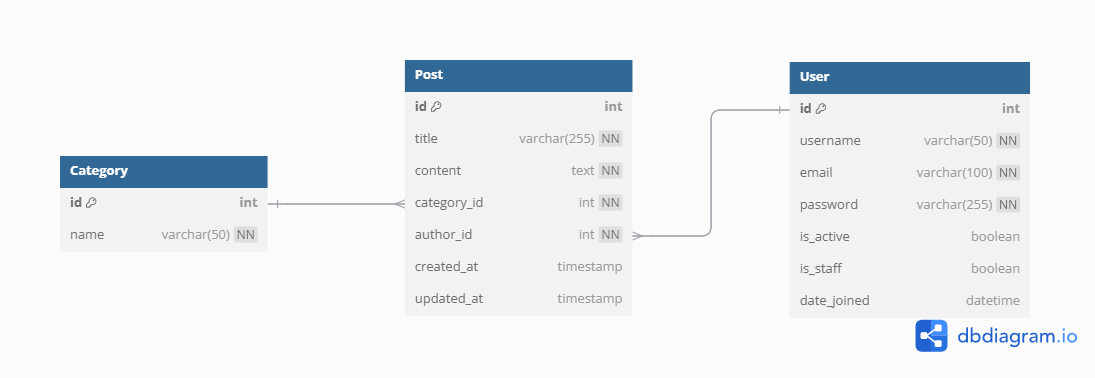 Category
id int
name varchar(50) NN
Post
id int
title varchar(255) NN
content text NN
category_id int NN
author_id int NN
created_at timestamp
updated_at timestamp
User
id int
username varchar(50) NN
email varchar(100) NN
password varchar(255) NN
is_active boolean
is_staff boolean
date_joined datetime
dbdiagram.io